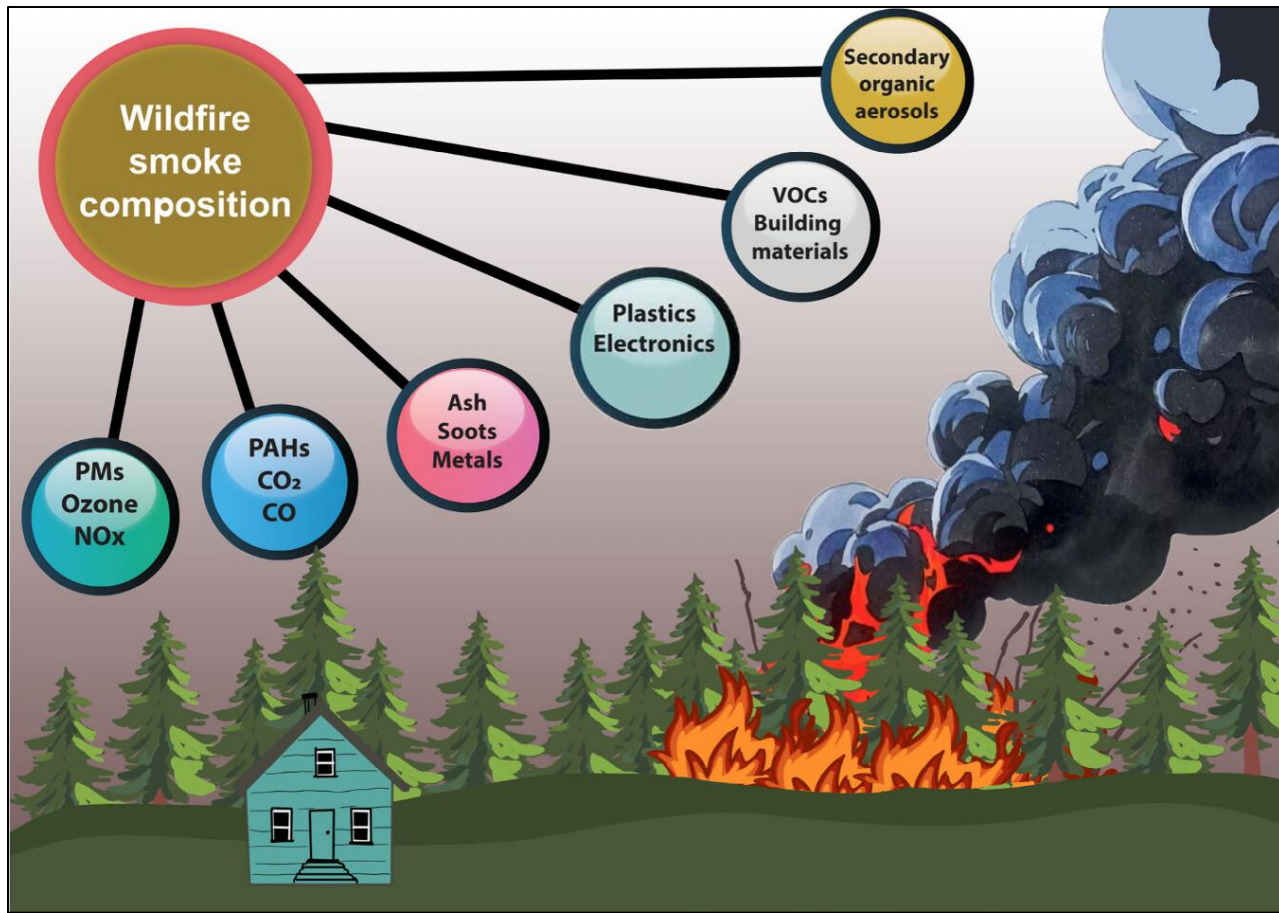 Wildfire
smoke
composition
Secondary
organic
aerosols
VOCs
Building
materials
Plastics
Electronics
Ash
Soots
Metals
PAHs
CO₂
CO
PMs
Ozone
NOx